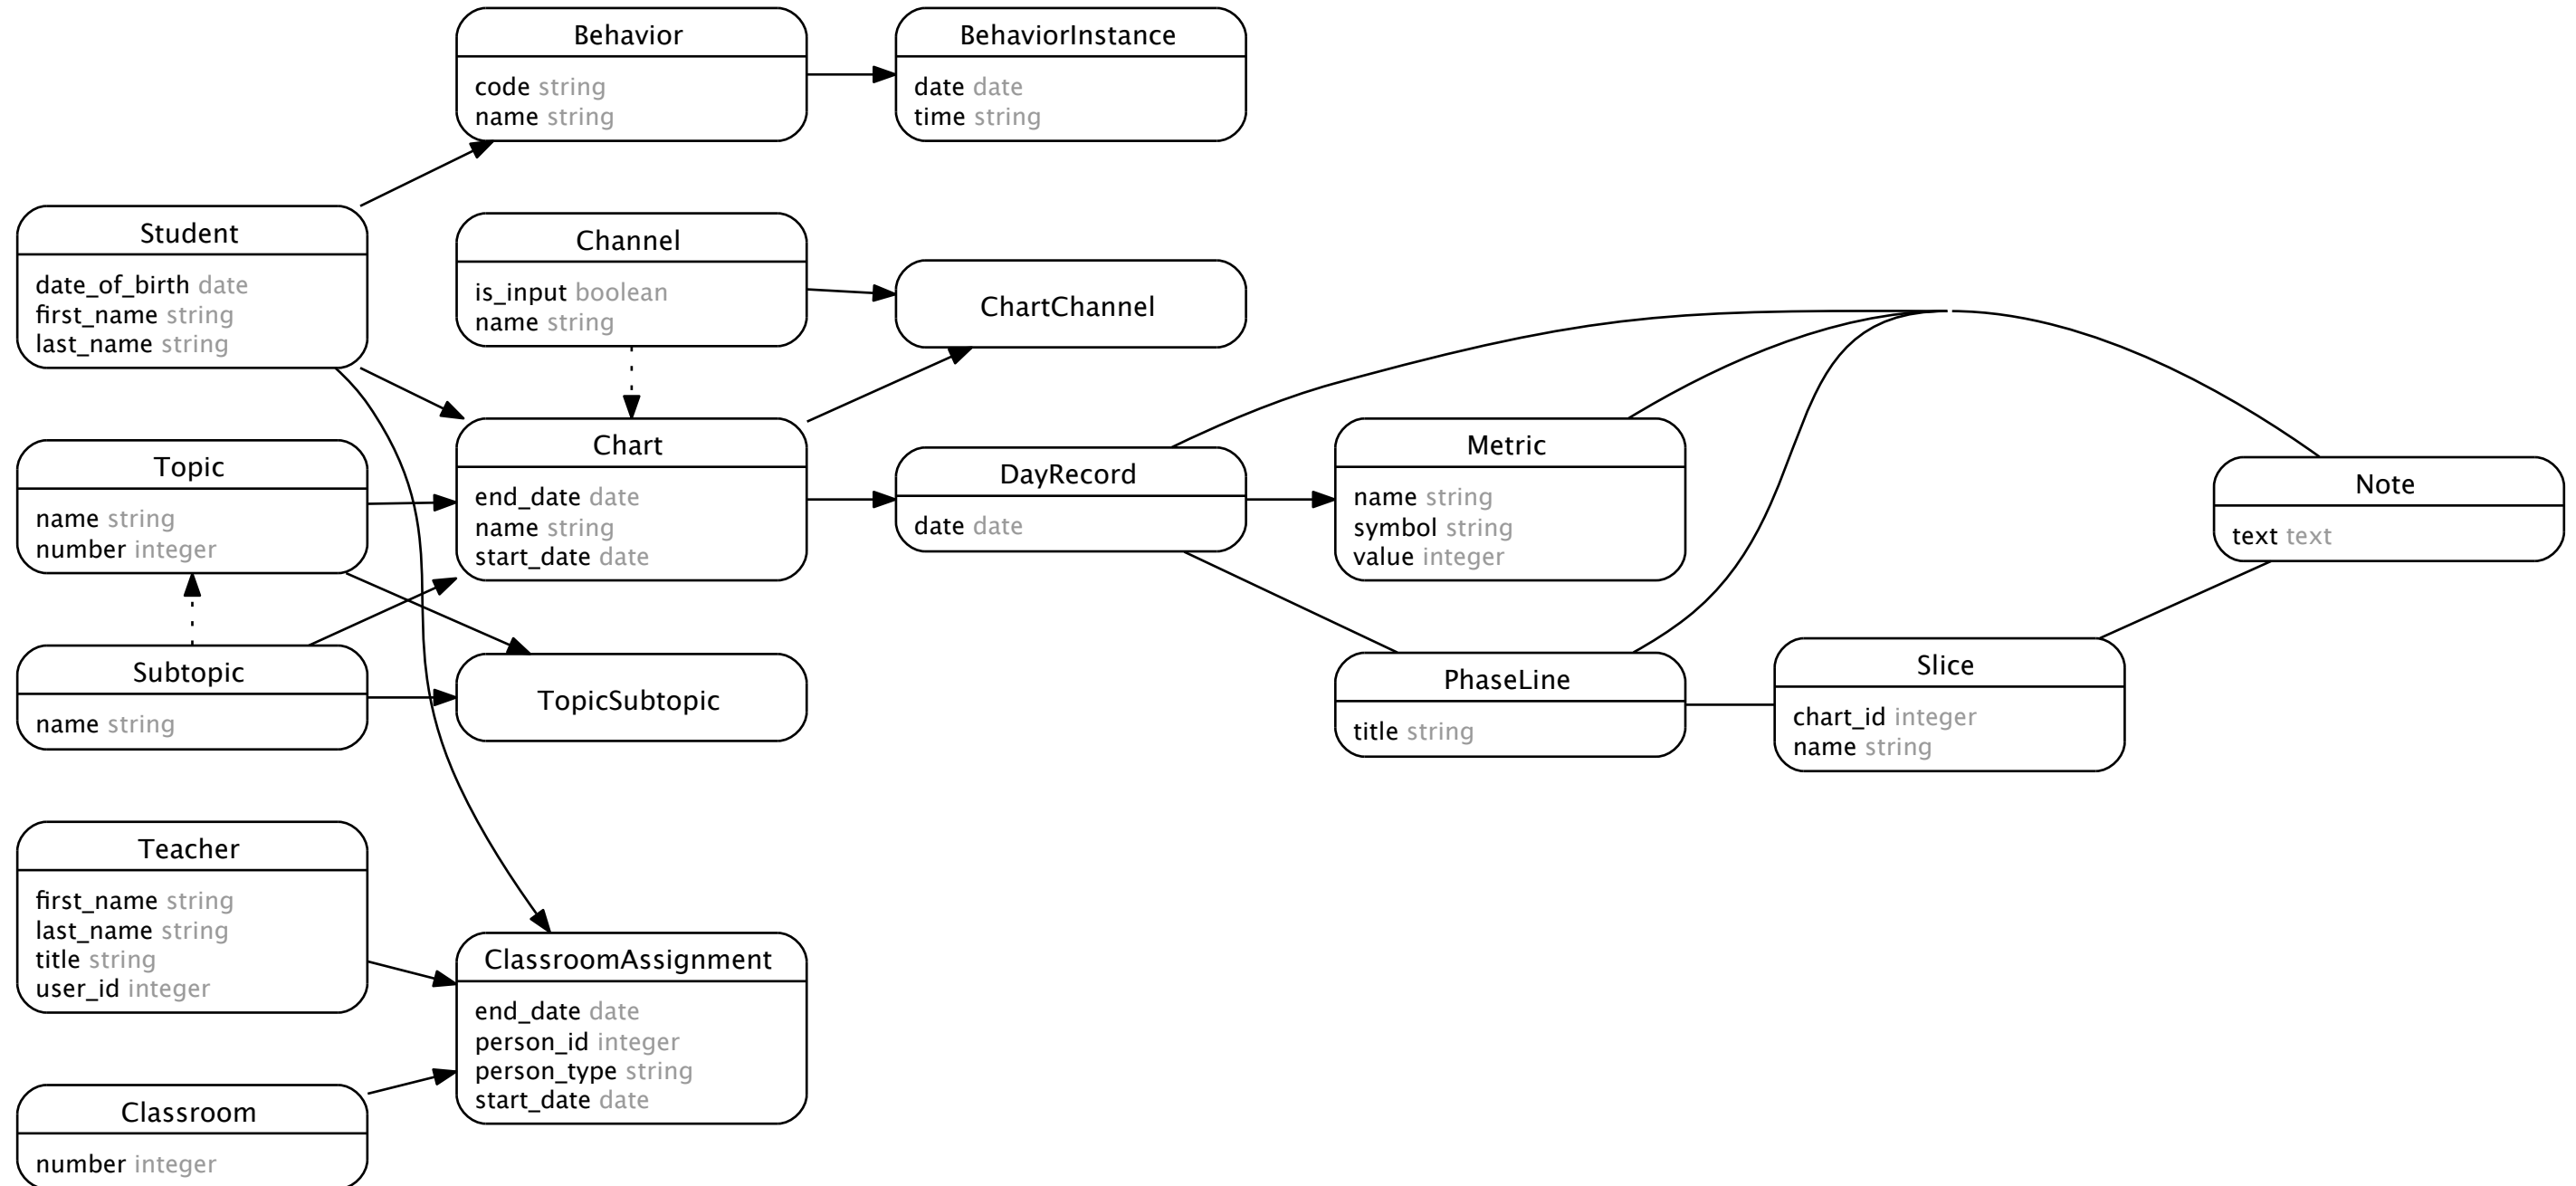 Behavior
code string
name string
BehaviorInstance
date date
time string
Student
date_of_birth date
first_name string
last_name string
Channel
is_input boolean
name string
ChartChannel
Topic
name string
number integer
Chart
end_date date
name string
start_date date
DayRecord
date date
Metric
name string
symbol string
value integer
Note
text text
Subtopic
name string
TopicSubtopic
PhaseLine
title string
Slice
chart_id integer
name string
Teacher
first_name string
last_name string
title string
user_id integer
ClassroomAssignment
end_date date
person_id integer
person_type string
start_date date
Classroom
number integer